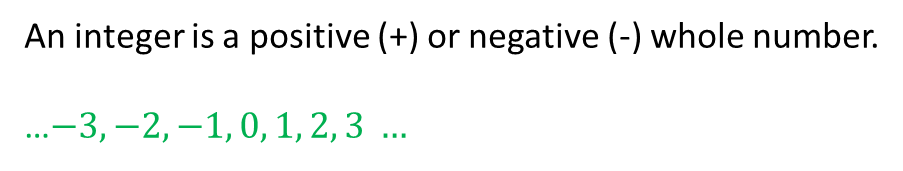 An integer is a positive (+) or negative (-) whole number.
...−3, −2, −1, 0, 1, 2, 3 ...